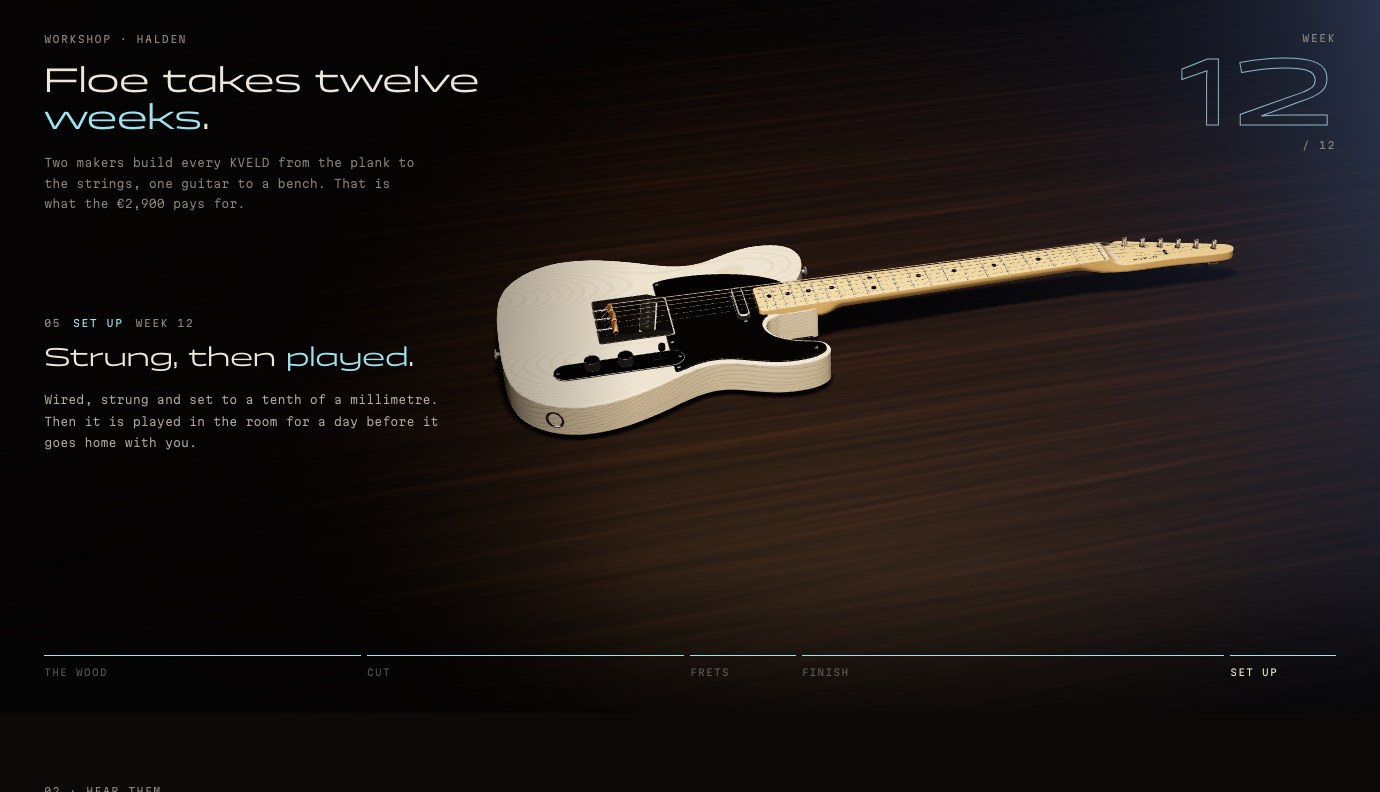 WORKSHOP · HALDEN
Floe takes twelve
weeks.
Two makers build every KVELD from the plank to
the strings, one guitar to a bench. That is
what the €2,900 pays for.
WEEK
12
/ 12
05 SET UP WEEK 12
Strung, then played.
Wired, strung and set to a tenth of a millimetre.
Then it is played in the room for a day before it
goes home with you.
THE WOOD
CUT
FRETS
FINISH
SET UP
02 · HEAR THEM